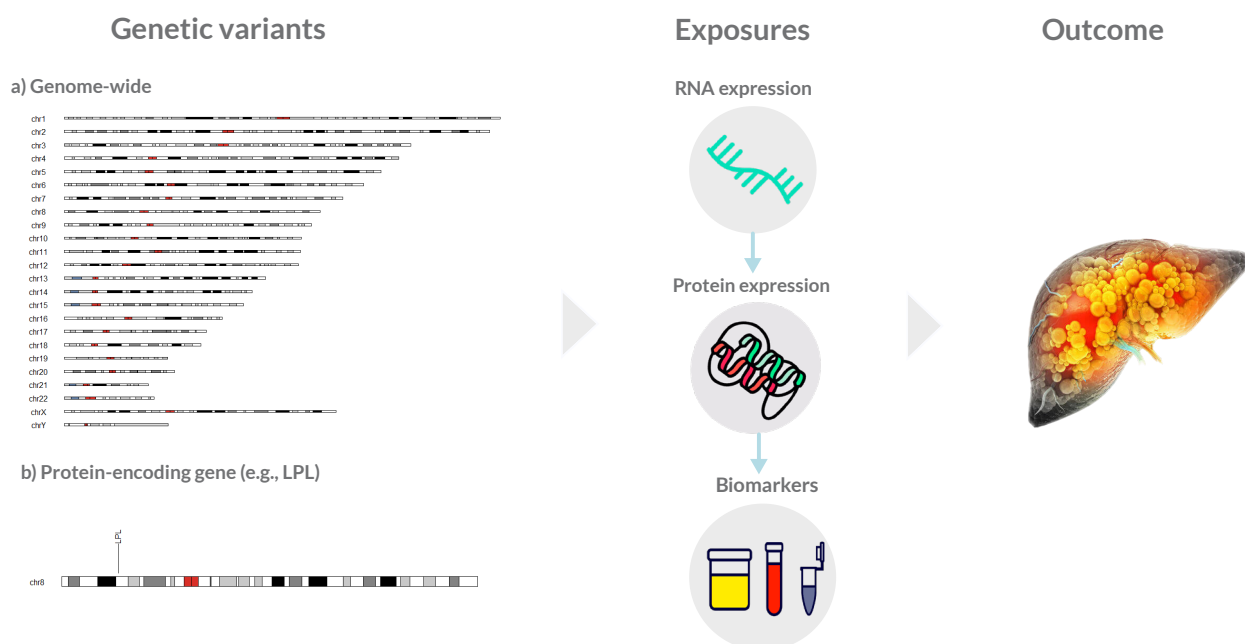 Genetic variants
Exposures
Outcome
a) Genome-wide
chr1
chr2
chr3
chr4
chr5
chr6
chr7
chr8
chr9
chr10
chr11
chr12
chr13
chr14
chr15
chr16
chr17
chr18
chr19
chr20
chr21
chr22
chrX
chrY
b) Protein-encoding gene (e.g., LPL)
LPL
chr8
RNA expression
Protein expression
Biomarkers